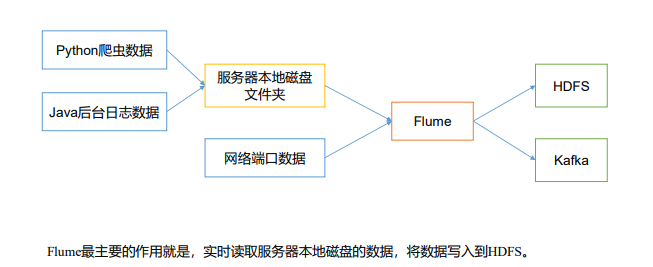 Python爬虫数据
Java后台日志数据
服务器本地磁盘
文件夹
网络端口数据
Flume
HDFS
Kafka
Flume最主要的作用就是，实时读取服务器本地磁盘的数据，将数据写入到HDFS。